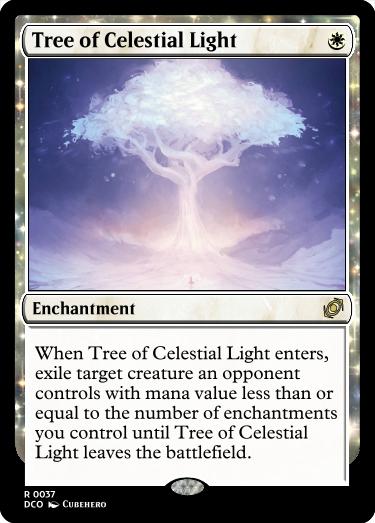 Tree of Celestial Light
Enchantment
When Tree of Celestial Light enters,
exile target creature an opponent
controls with mana value less than or
equal to the number of enchantments
you control until Tree of Celestial
Light leaves the battlefield.
R 0037
DCO Cubehero